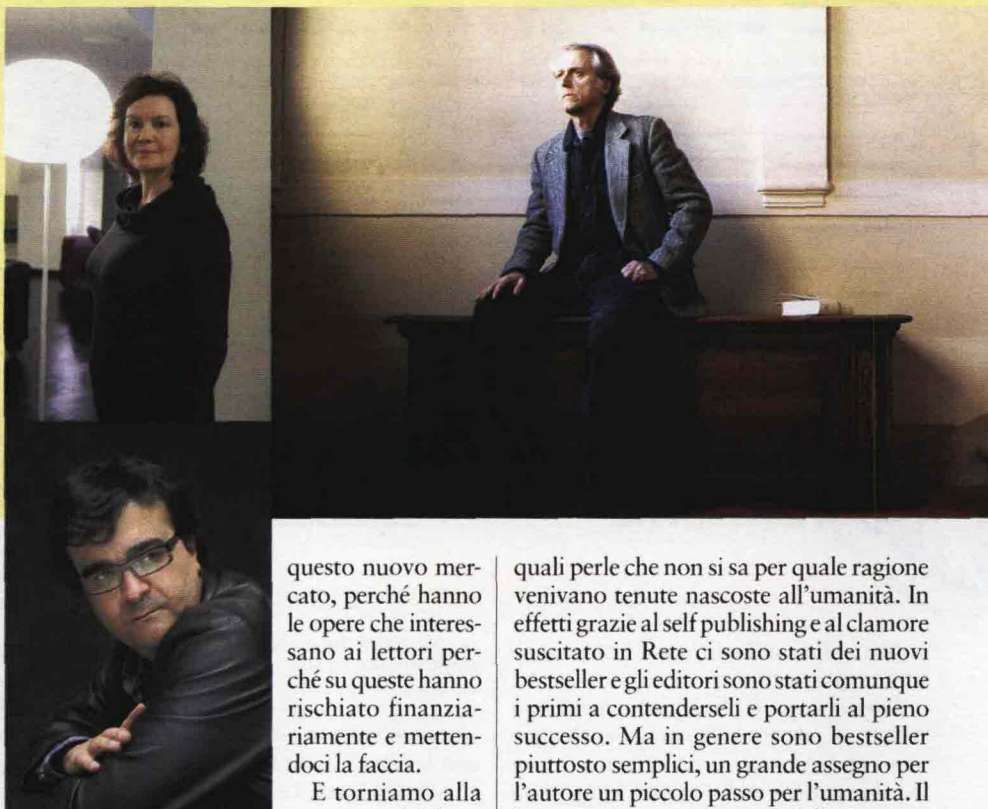 questo nuovo mer-
cato, perché hanno
le opere che interes-
sano ai lettori per-
ché su queste hanno
rischiato finanzia-
riamente e metten-
doci la faccia.
E torniamo alla
quali perle che non si sa per quale ragione
venivano tenute nascoste all'umanità. In
effetti grazie al self publishing e al clamore
suscitato in Rete ci sono stati dei nuovi
bestseller e gli editori sono stati comunque
i primi a contenderseli e portarli al pieno
successo. Ma in genere sono bestseller
piuttosto semplici, un grande assegno per
l'autore un piccolo passo per l'umanità. Il